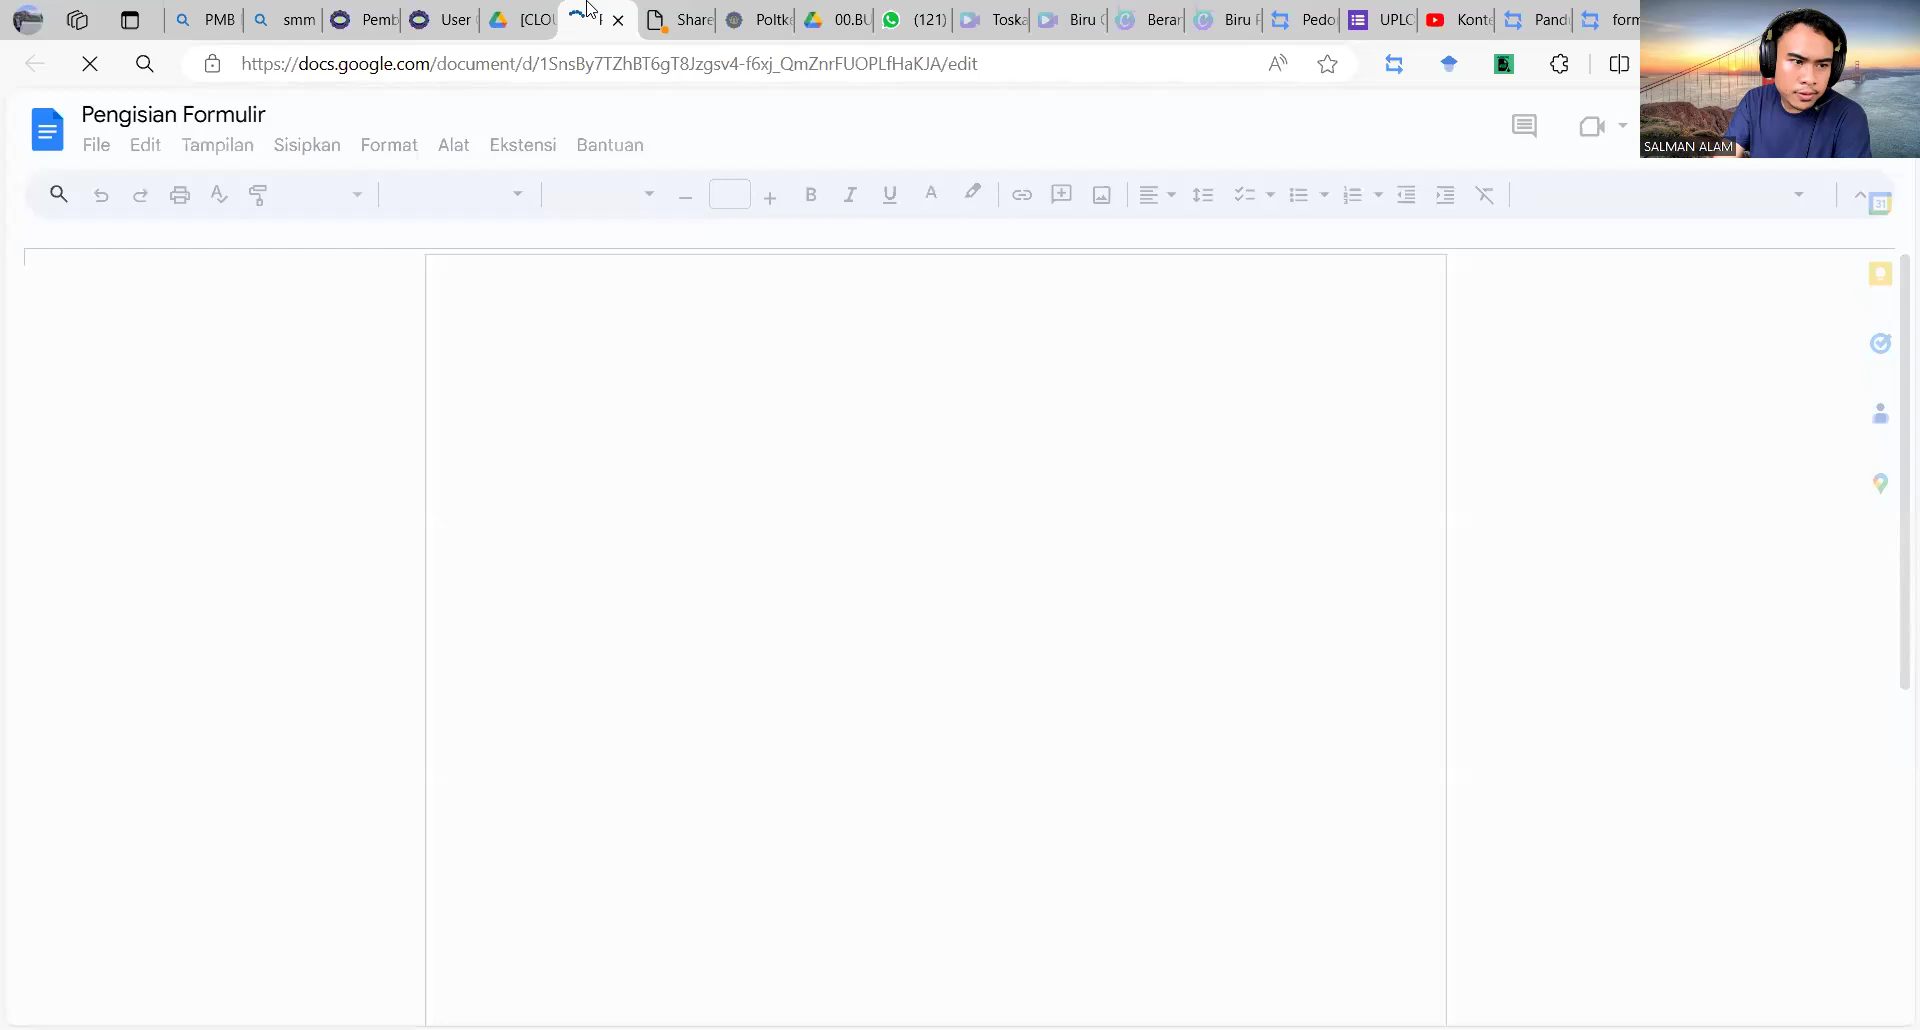 PMB
smm
Pemb
User
[CLOU
Share
Poltk
00.BU
(121)
Toska
Biru
Berar
Biru
Pedo
UPLC
Konte
Pand
form
https://docs.google.com/document/d/1SnsBy7TZhBT6gT8Jzgsv4-f6xj_QmZnrFUOPLfHaKJA/edit
SALMAN ALAM
Pengisian Formulir
File Edit Tampilan Sisipkan Format Alat Ekstensi Bantuan
31